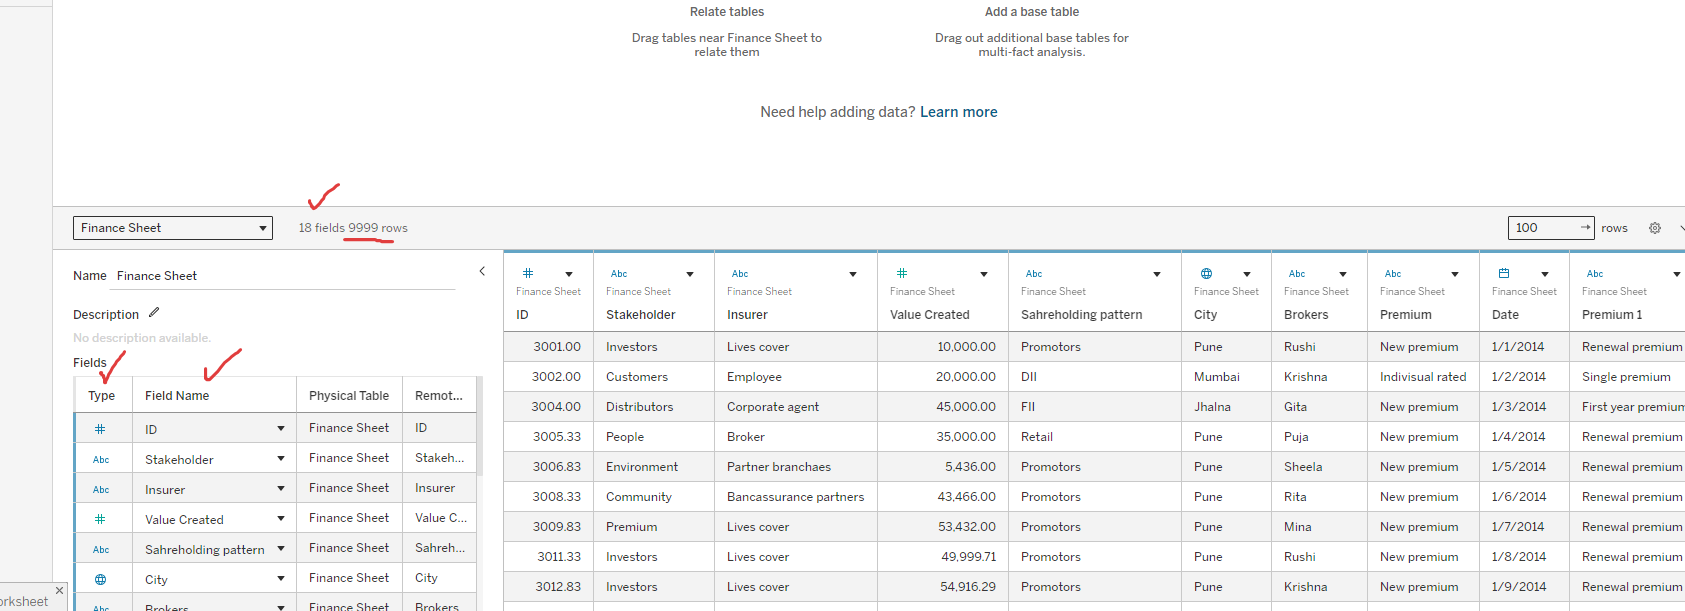 Relate tables
Add a base table
Drag tables near Finance Sheet to
relate them
Drag out additional base tables for
multi-fact analysis.
Need help adding data? Learn more
Finance Sheet
18 fields 9999 rows
100 rows
Name Finance Sheet
Description
No description available.
Fields
Type Field Name Physical Table Remot...
# ID Finance Sheet ID
Abc Stakeholder Finance Sheet Stakeh...
Abc Insurer Finance Sheet Insurer
# Value Created Finance Sheet Value C...
Abc Sahreholding pattern Finance Sheet Sahreh...
City Finance Sheet City
Abc Brokers Finance Sheet Brokers
# Abc Abc # Abc Abc Abc Abc
Finance Sheet Finance Sheet Finance Sheet Finance Sheet Finance Sheet Finance Sheet Finance Sheet Finance Sheet Finance Sheet Finance Sheet
ID Stakeholder Insurer Value Created Sahreholding pattern City Brokers Premium Date Premium 1
3001.00 Investors Lives cover 10,000.00 Promotors Pune Rushi New premium 1/1/2014 Renewal premium
3002.00 Customers Employee 20,000.00 DII Mumbai Krishna Indivisual rated 1/2/2014 Single premium
3004.00 Distributors Corporate agent 45,000.00 FII Jhalna Gita New premium 1/3/2014 First year premium
3005.33 People Broker 35,000.00 Retail Pune Puja New premium 1/4/2014 Renewal premium
3006.83 Environment Partner branchaes 5,436.00 Promotors Pune Sheela New premium 1/5/2014 Renewal premium
3008.33 Community Bancassurance partners 43,466.00 Promotors Pune Rita New premium 1/6/2014 Renewal premium
3009.83 Premium Lives cover 53,432.00 Promotors Pune Mina New premium 1/7/2014 Renewal premium
3011.33 Investors Lives cover 49,999.71 Promotors Pune Rushi New premium 1/8/2014 Renewal premium
3012.83 Investors Lives cover 54,916.29 Promotors Pune Krishna New premium 1/9/2014 Renewal premium
orksheet